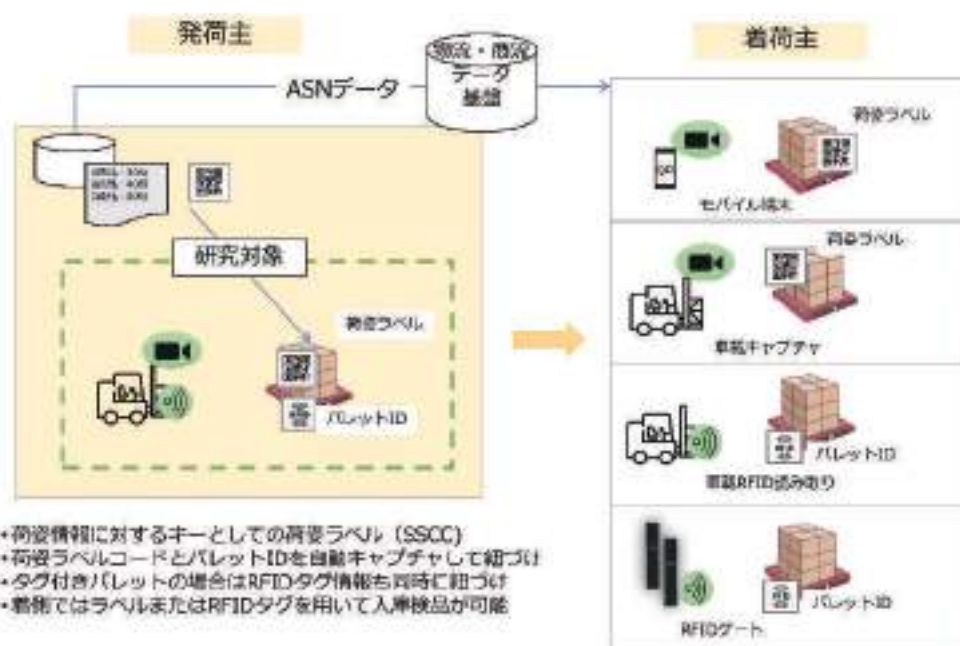 発荷主
着荷主
物流・商流
データ
基盤
ASNデータ
荷姿ラベル
モバイル端末
研究対象
荷姿ラベル
荷姿ラベル
車載キャプチャ
パレットID
パレットID
車載RFID読み取り
・荷姿情報に対するキーとしての荷姿ラベル（SSCC)
・荷姿ラベルコードとパレットIDを自動キャプチャして紐づけ
・タグ付きパレットの場合はRFIDタグ情報も同時に紐づけ
・着側ではラベルまたはRFIDタグを用いて入庫検品が可能
パレットID
RFIDゲート